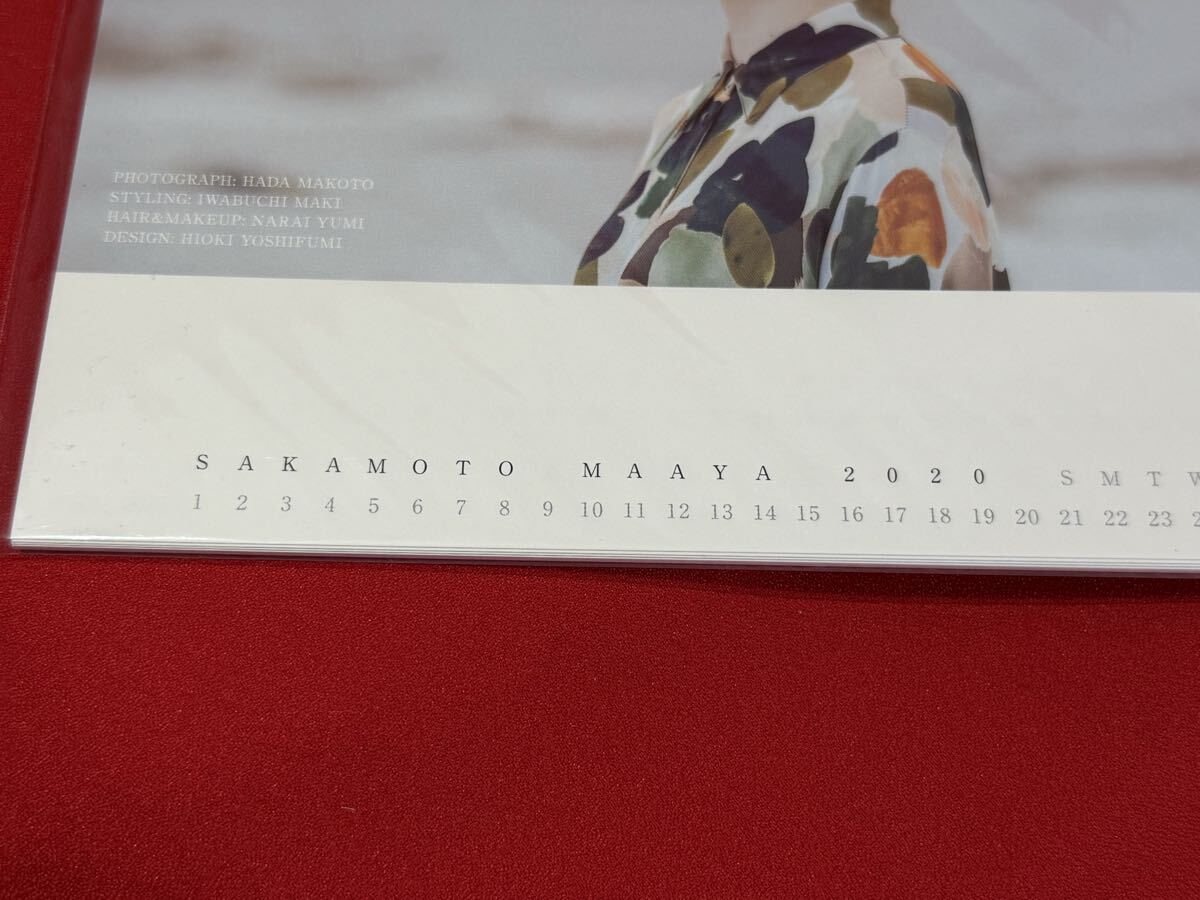 PHOTOGRAPH: HADA MAKOTO
STYLING: IWABUCHI MAKI
HAIR&MAKEUP: NARAI YUMI
DESIGN: HIOKI YOSHIFUMI
SAKAMOTO MAAYA 2020 S M T W
1 2 3 4 5 6 7 8 9 10 11 12 13 14 15 16 17 18 19 20 21 22 23 2